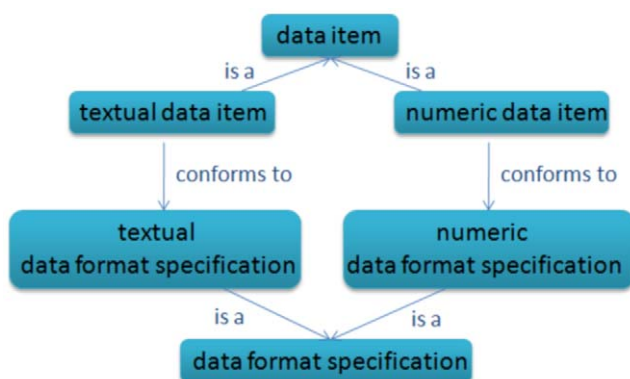 data item
is a
is a
textual data item
numeric data item
conforms to
conforms to
textual
data format specification
numeric
data format specification
is a
is a
data format specification